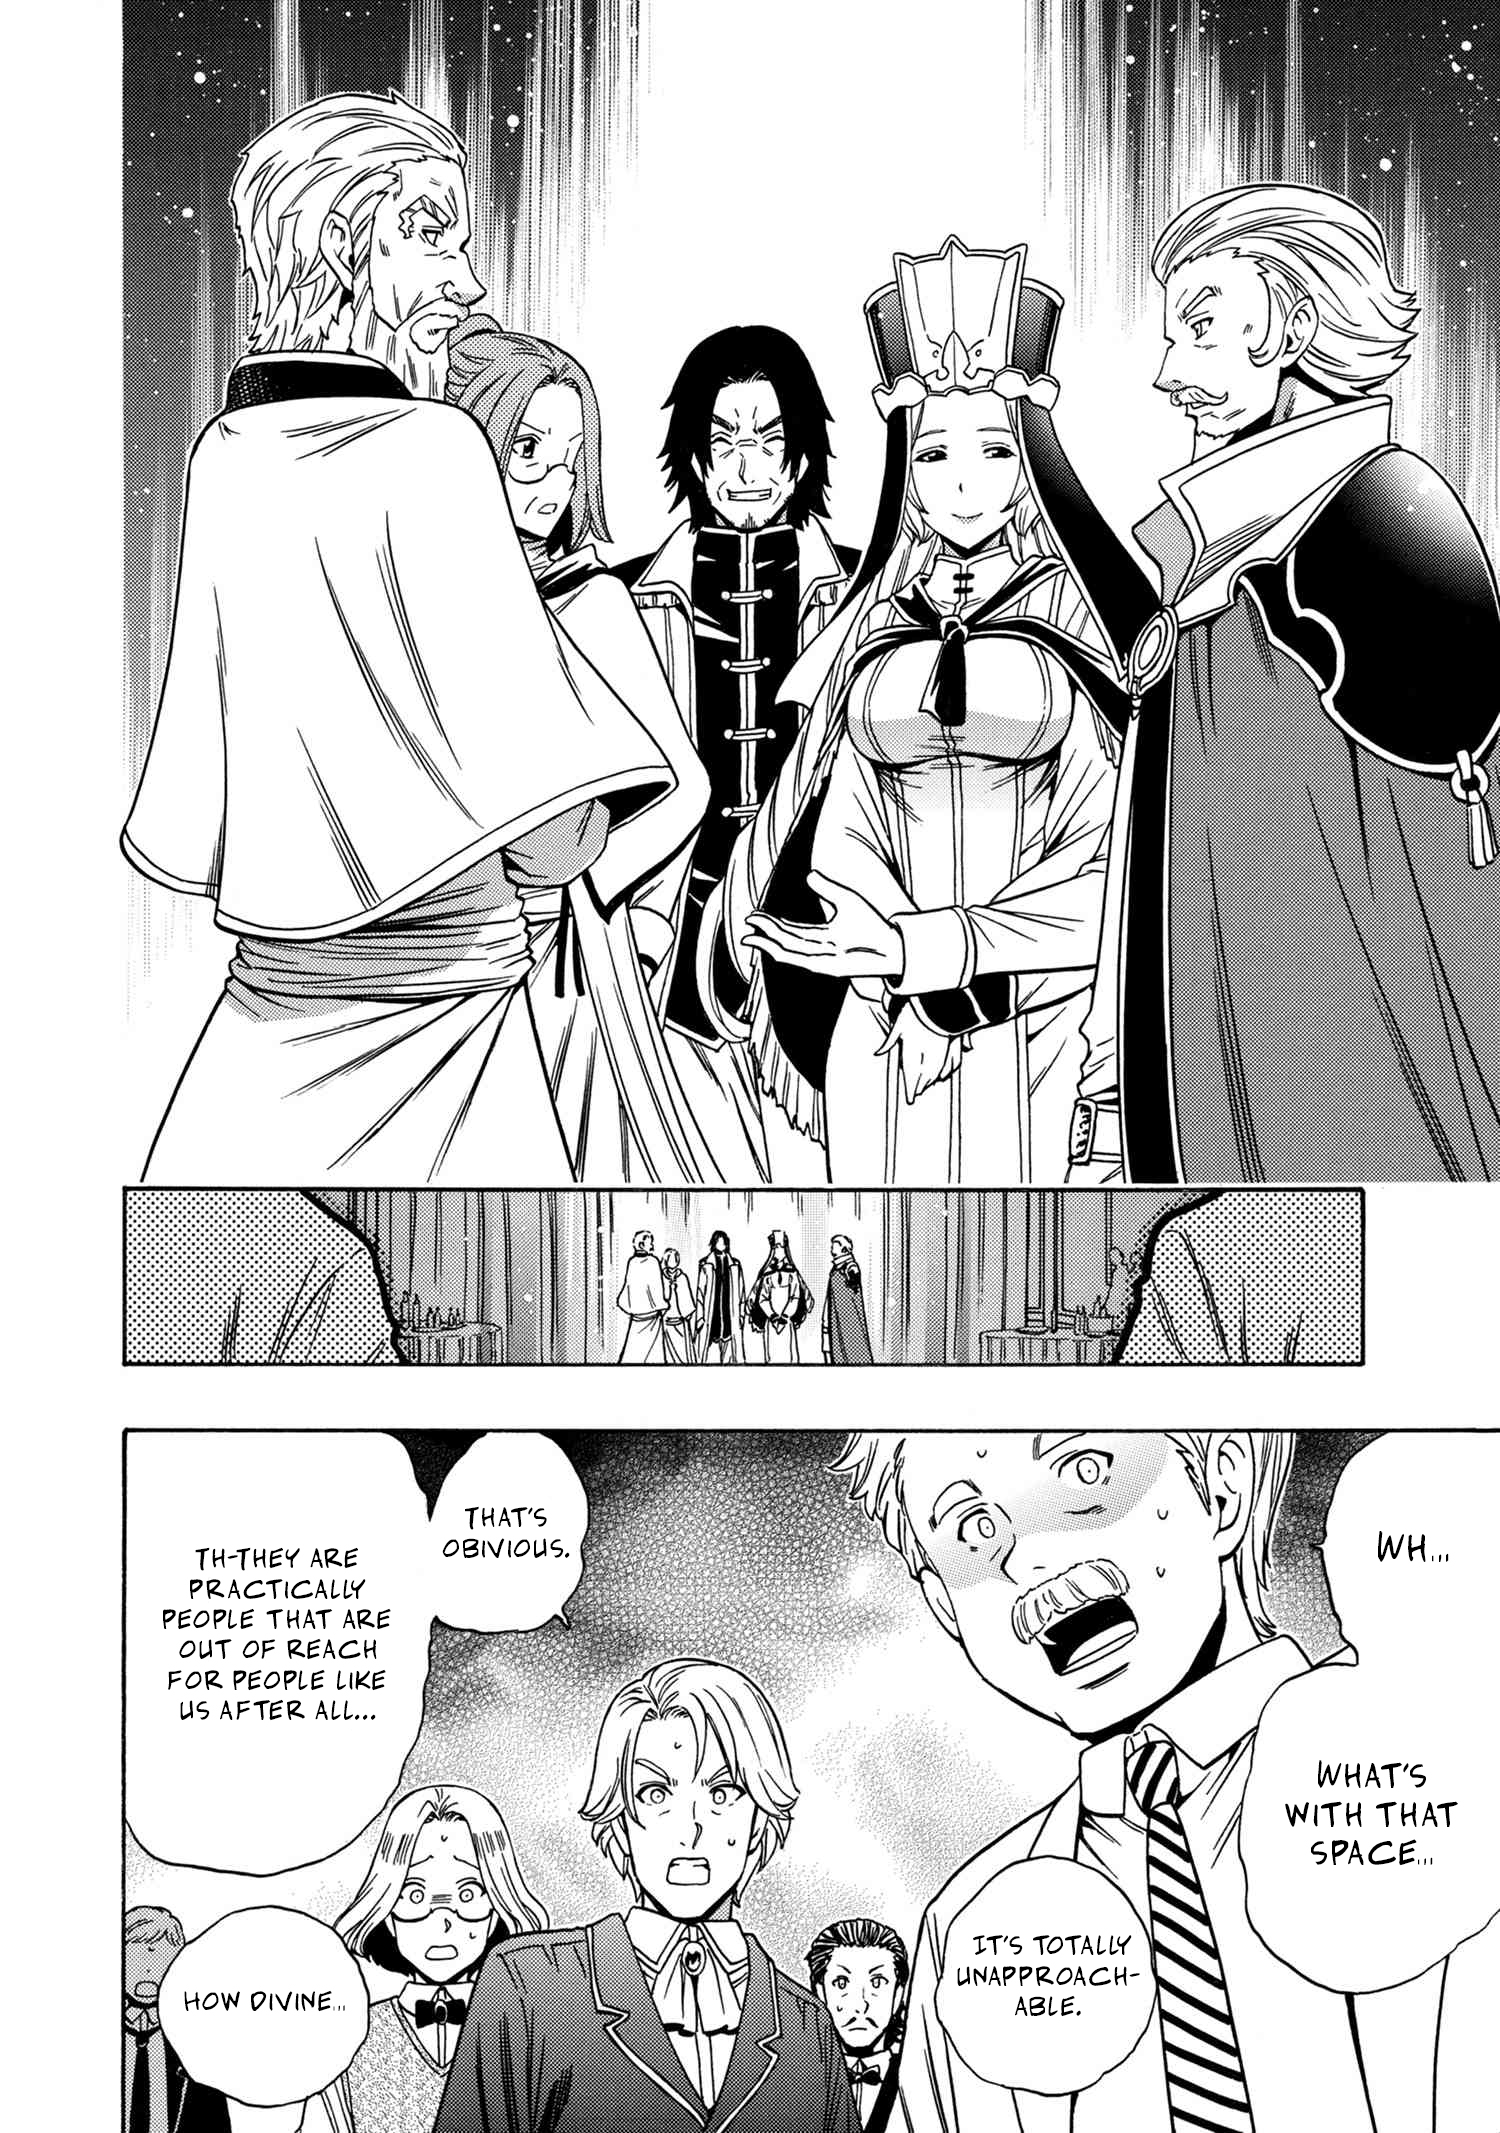 WH...
WHAT'S
WITH THAT
SPACE...
IT'S TOTALLY
UNAPPROACH-
ABLE.
THAT'S
OBIVIOUS.
TH-THEY ARE
PRACTICALLY
PEOPLE THAT ARE
OUT OF REACH
FOR PEOPLE LIKE
US AFTER ALL...
HOW DIVINE...